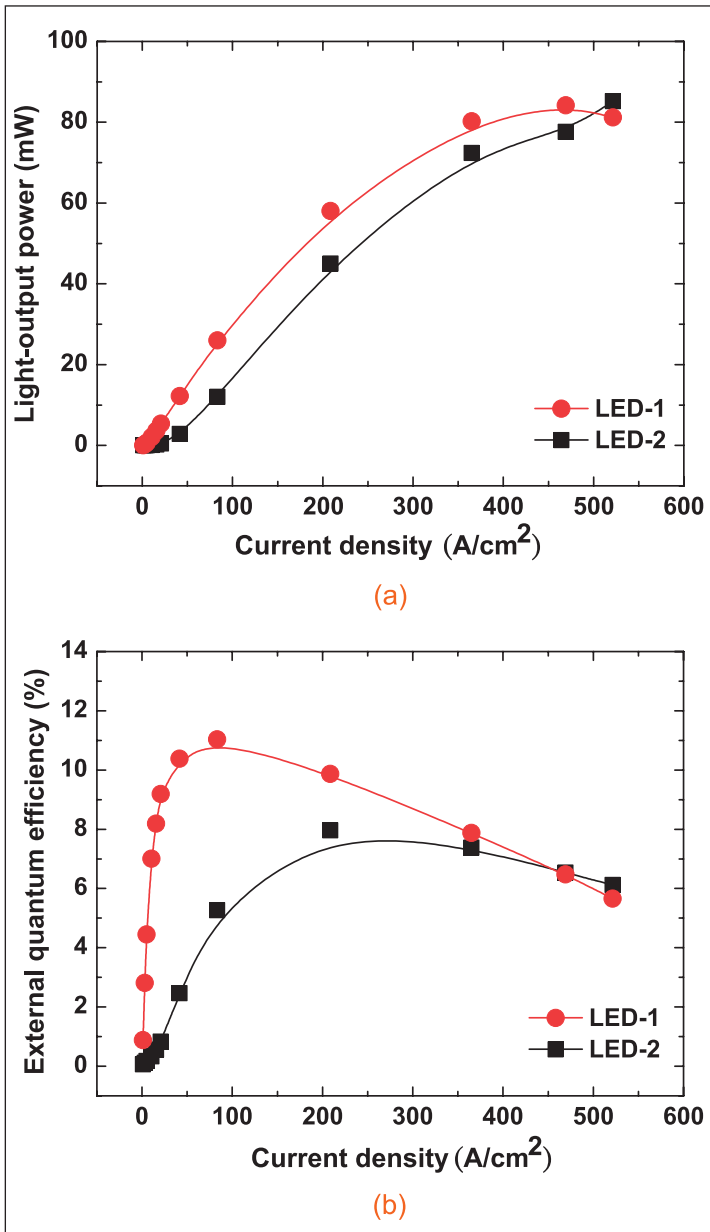 100
80
60
40
20
0
Light-output power (mW)
LED-1
LED-2
0 100 200 300 400 500 600
Current density (A/cm²)
(a)
14
12
10
8
6
4
2
0
External quantum efficiency (%)
LED-1
LED-2
0 100 200 300 400 500 600
Current density (A/cm²)
(b)